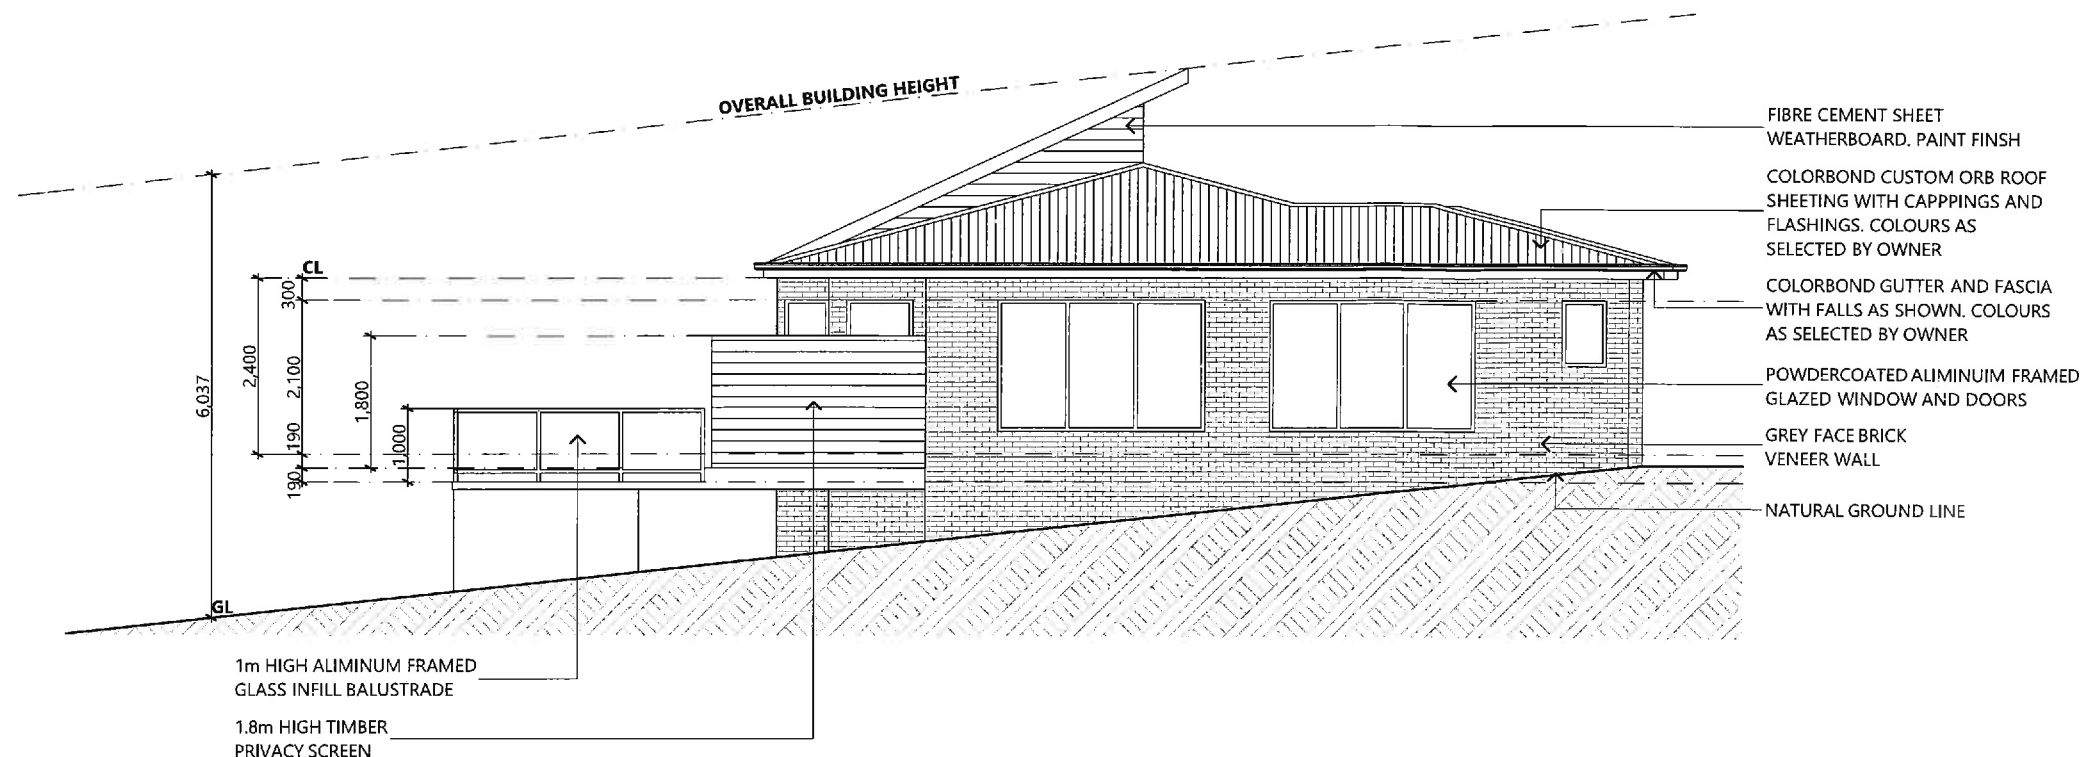 OVERALL BUILDING HEIGHT
FIBRE CEMENT SHEET
WEATHERBOARD. PAINT FINSH
COLORBOND CUSTOM ORB ROOF
SHEETING WITH CAPPPINGS AND
FLASHINGS. COLOURS AS
SELECTED BY OWNER
COLORBOND GUTTER AND FASCIA
WITH FALLS AS SHOWN. COLOURS
AS SELECTED BY OWNER
POWDERCOATED ALIMINUIM FRAMED
GLAZED WINDOW AND DOORS
GREY FACE BRICK
VENEER WALL
NATURAL GROUND LINE
CL
300
2,400
2,100
6,037
1,800
190
1,000
190
GL
1m HIGH ALIMINUM FRAMED
GLASS INFILL BALUSTRADE
1.8m HIGH TIMBER
PRIVACY SCREEN